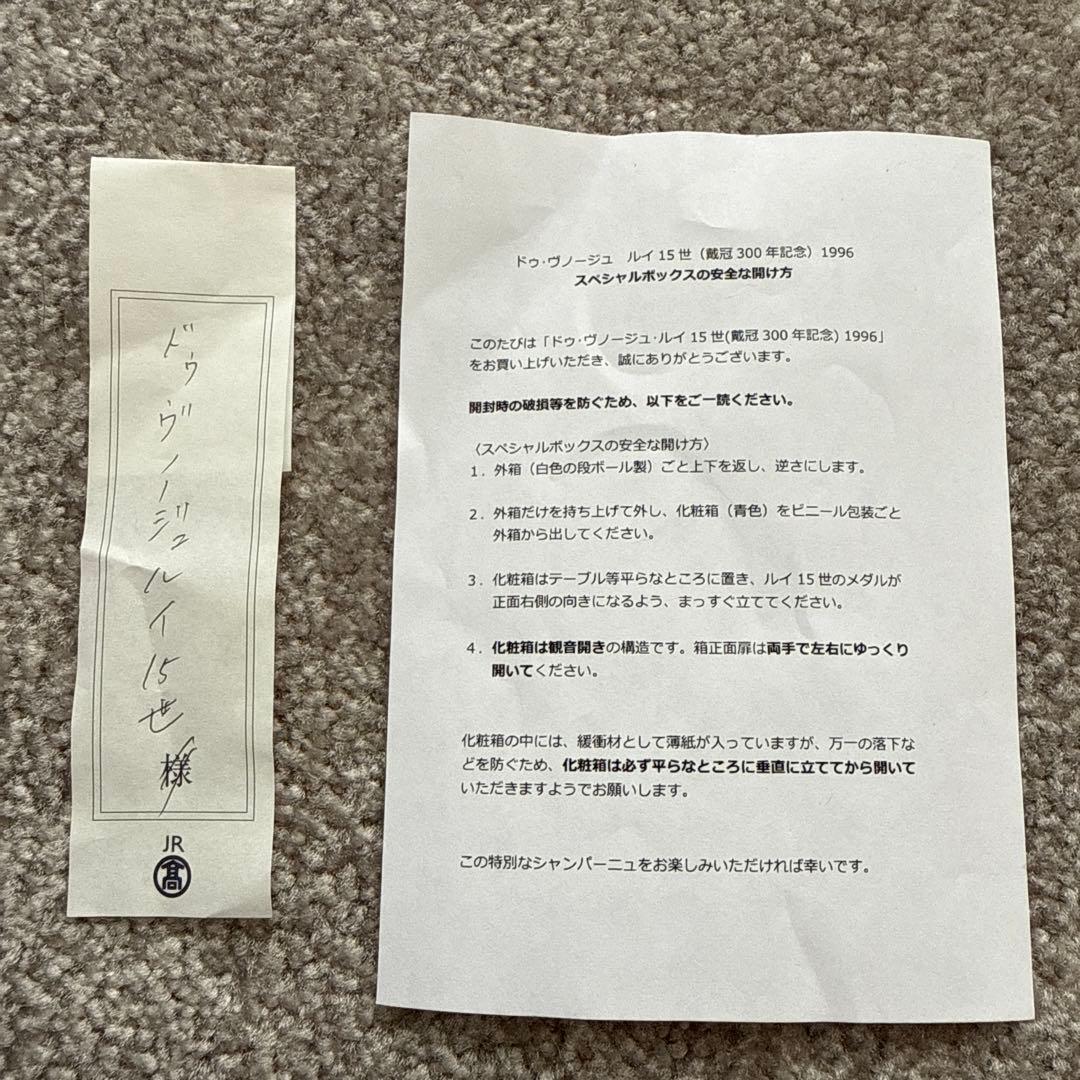 ドゥヴノージュルイ15世様
JR
髙
ドゥ・ヴノージュ　ルイ 15 世（戴冠 300 年記念）1996
スペシャルボックスの安全な開け方
このたびは「ドゥ・ヴノージュ・ルイ 15 世(戴冠 300 年記念) 1996」
をお買い上げいただき、誠にありがとうございます。
開封時の破損等を防ぐため、以下をご一読ください。
〈スペシャルボックスの安全な開け方〉
1．外箱（白色の段ボール製）ごと上下を返し、逆さにします。
2．外箱だけを持ち上げて外し、化粧箱（青色）をビニール包装ごと
外箱から出してください。
3．化粧箱はテーブル等平らなところに置き、ルイ 15 世のメダルが
正面右側の向きになるよう、まっすぐ立ててください。
4．化粧箱は観音開きの構造です。箱正面扉は両手で左右にゆっくり
開いてください。
化粧箱の中には、緩衝材として薄紙が入っていますが、万一の落下な
どを防ぐため、化粧箱は必ず平らなところに垂直に立ててから開いて
いただきますようでお願いします。
この特別なシャンパーニュをお楽しみいただければ幸いです。